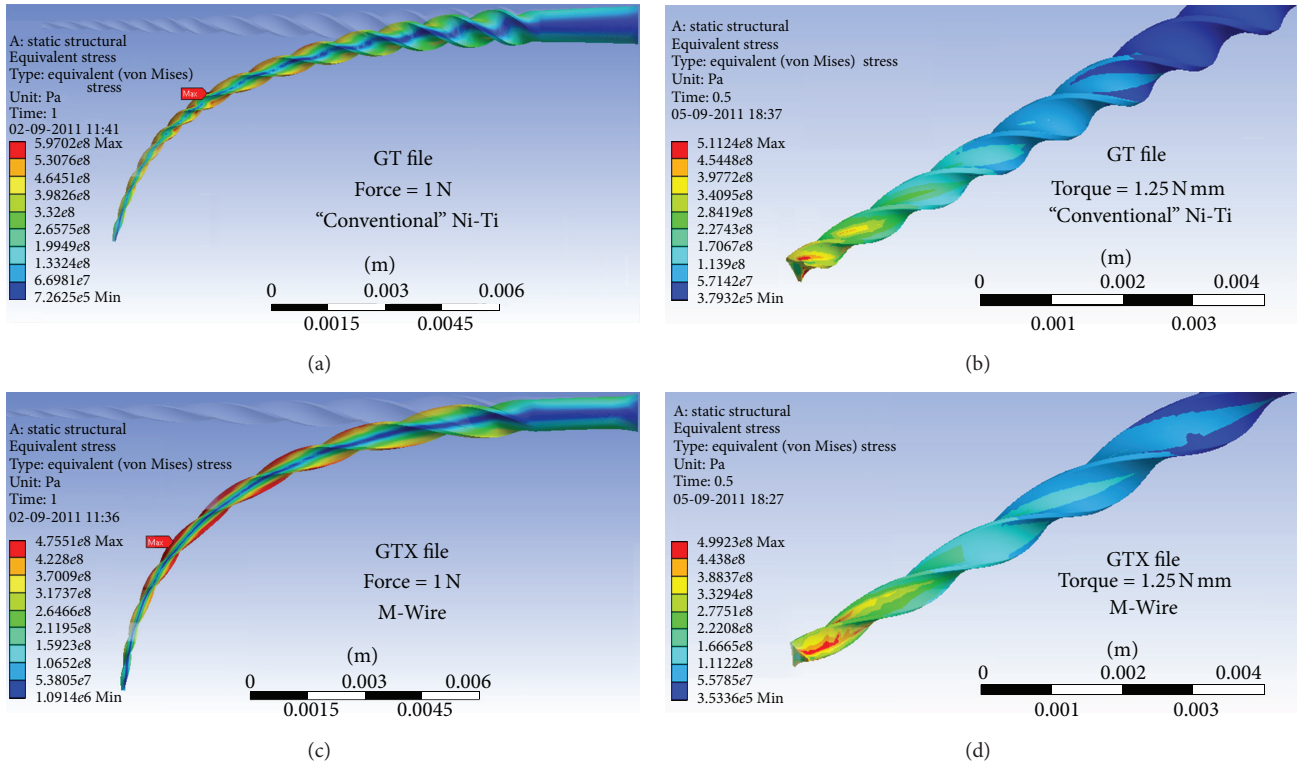 A: static structural
Equivalent stress
Type: equivalent (von Mises)
stress
Unit: Pa
Time: 1
02-09-2011 11:41
5.9702e8 Max
5.3076e8
4.6451e8
3.9826e8
3.32e8
2.6575e8
1.9949e8
1.3324e8
6.6981e7
7.2625e5 Min
Max
GT file
Force = 1 N
“Conventional” Ni-Ti
(m)
0 0.003 0.006
0.0015 0.0045
(a)
A: static structural
Equivalent stress
Type: equivalent (von Mises) stress
Unit: Pa
Time: 0.5
05-09-2011 18:37
5.1124e8 Max
4.5448e8
3.9772e8
3.4095e8
2.8419e8
2.2743e8
1.7067e8
1.139e8
5.7142e7
3.7932e5 Min
GT file
Torque = 1.25 N mm
“Conventional” Ni-Ti
(m)
0 0.002 0.004
0.001 0.003
(b)
A: static structural
Equivalent stress
Type: equivalent (von Mises) stress
Unit: Pa
Time: 1
02-09-2011 11:36
4.7551e8 Max
4.228e8
3.7009e8
3.1737e8
2.6466e8
2.1195e8
1.5923e8
1.0652e8
5.3805e7
1.0914e6 Min
Max
GTX file
Force = 1 N
M-Wire
(m)
0 0.003 0.006
0.0015 0.0045
(c)
A: static structural
Equivalent stress
Type: equivalent (von Mises) stress
Unit: Pa
Time: 0.5
05-09-2011 18:27
4.9923e8 Max
4.438e8
3.8837e8
3.3294e8
2.7751e8
2.2208e8
1.6665e8
1.1122e8
5.5785e7
3.5336e5 Min
GTX file
Torque = 1.25 N mm
M-Wire
(m)
0 0.002 0.004
0.001 0.003
(d)